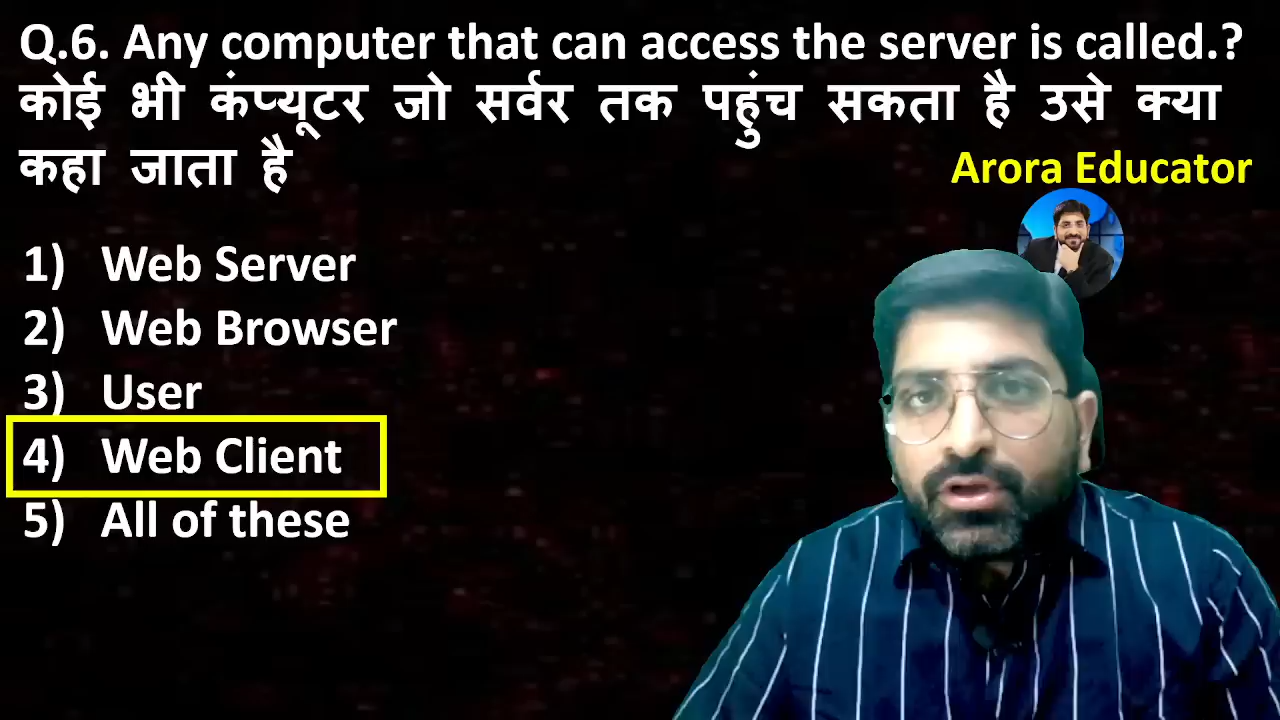 Q.6. Any computer that can access the server is called.?
कोई भी कंप्यूटर जो सर्वर तक पहुंच सकता है उसे क्या
कहा जाता है
Arora Educator
1) Web Server
2) Web Browser
3) User
4) Web Client
5) All of these